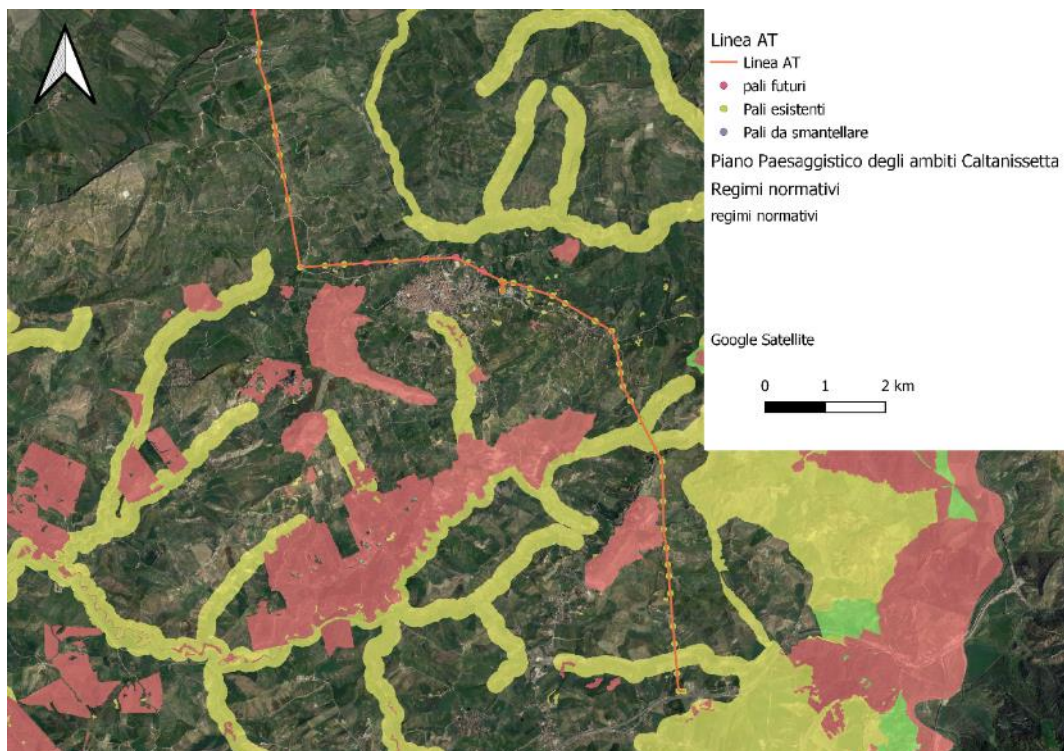 Linea AT
Linea AT
pali futuri
Pali esistenti
Pali da smantellare
Piano Paesaggistico degli ambiti Caltanissetta
Regimi normativi
regimi normativi
Google Satellite
0 1 2 km